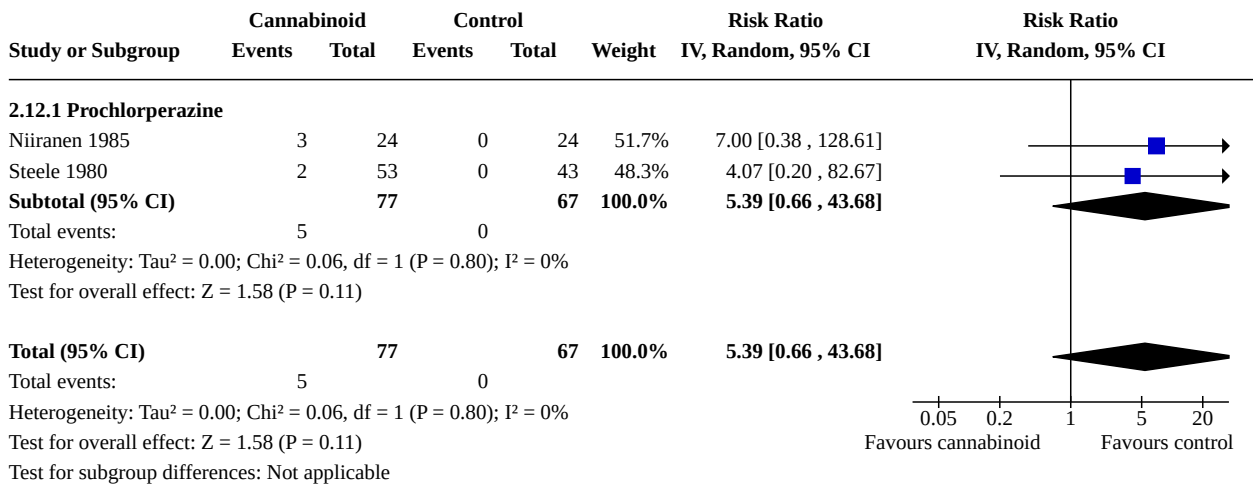 Cannabinoid Control Risk Ratio Risk Ratio
Study or Subgroup Events Total Events Total Weight IV, Random, 95% CI IV, Random, 95% CI
2.12.1 Prochlorperazine
Niiranen 1985 3 24 0 24 51.7% 7.00 [0.38 , 128.61]
Steele 1980 2 53 0 43 48.3% 4.07 [0.20 , 82.67]
Subtotal (95% CI) 77 67 100.0% 5.39 [0.66 , 43.68]
Total events: 5 0
Heterogeneity: Tau² = 0.00; Chi² = 0.06, df = 1 (P = 0.80); I² = 0%
Test for overall effect: Z = 1.58 (P = 0.11)
Total (95% CI) 77 67 100.0% 5.39 [0.66 , 43.68]
Total events: 5 0
Heterogeneity: Tau² = 0.00; Chi² = 0.06, df = 1 (P = 0.80); I² = 0%
0.05 0.2 1 5 20
Test for overall effect: Z = 1.58 (P = 0.11) Favours cannabinoid Favours control
Test for subgroup differences: Not applicable